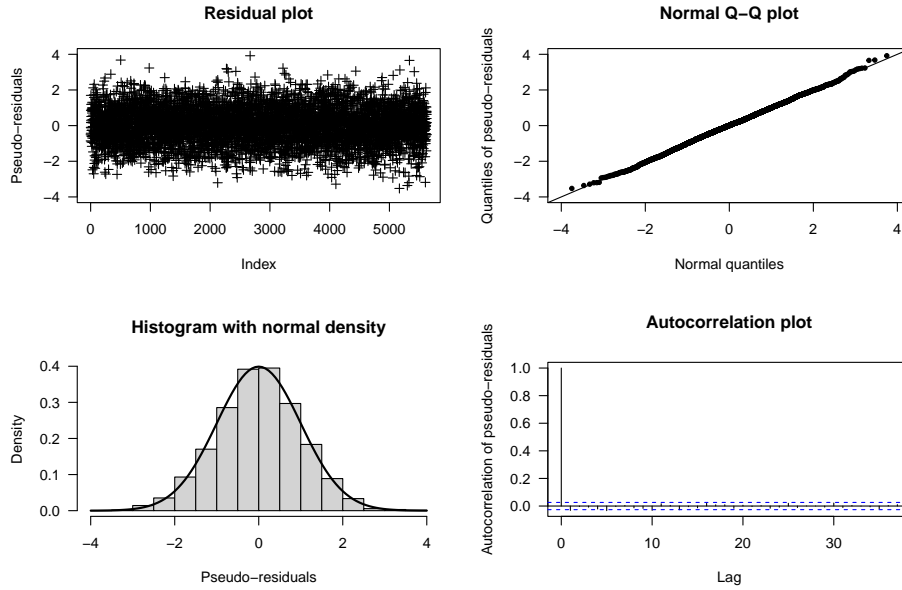 Residual plot
Pseudo−residuals
4
2
0
−2
−4
0 1000 2000 3000 4000 5000
Index
Normal Q−Q plot
Quantiles of pseudo−residuals
4
2
0
−2
−4
−4 −2 0 2 4
Normal quantiles
Histogram with normal density
Density
0.4
0.3
0.2
0.1
0.0
−4 −2 0 2 4
Pseudo−residuals
Autocorrelation plot
Autocorrelation of pseudo−residuals
1.0
0.8
0.6
0.4
0.2
0.0
0 10 20 30
Lag